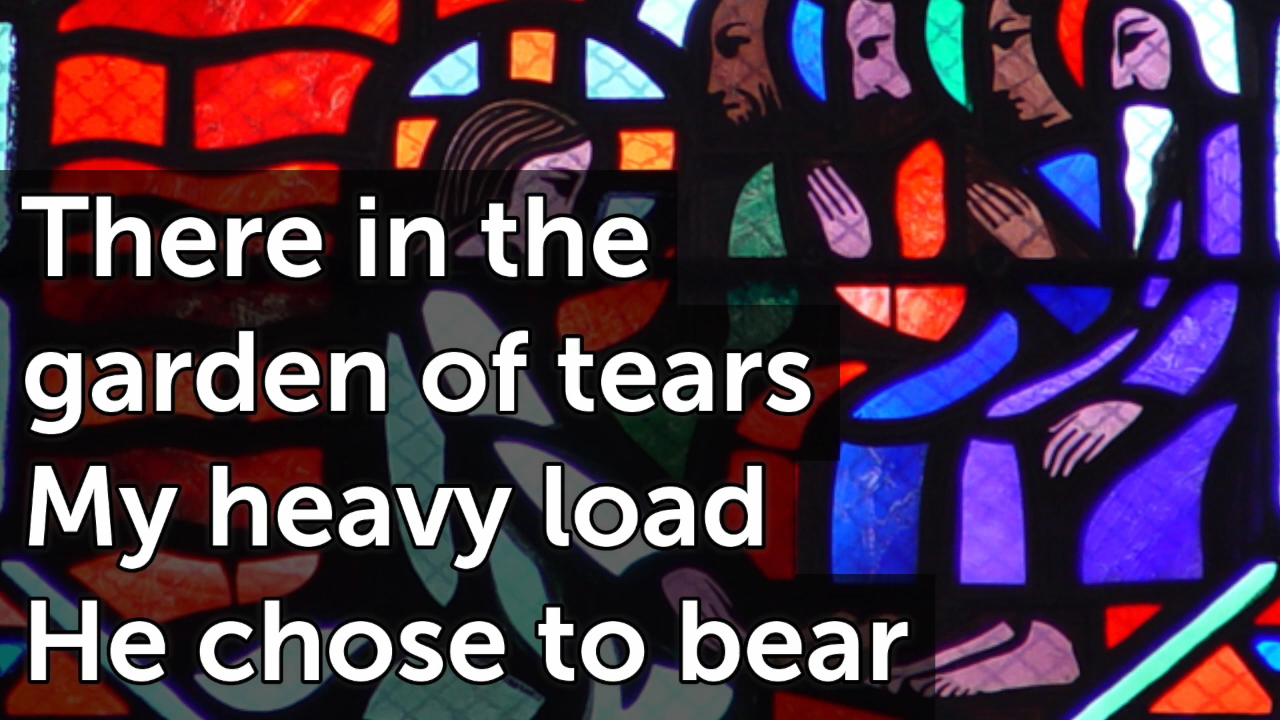 There in the
garden of tears
My heavy load
He chose to bear